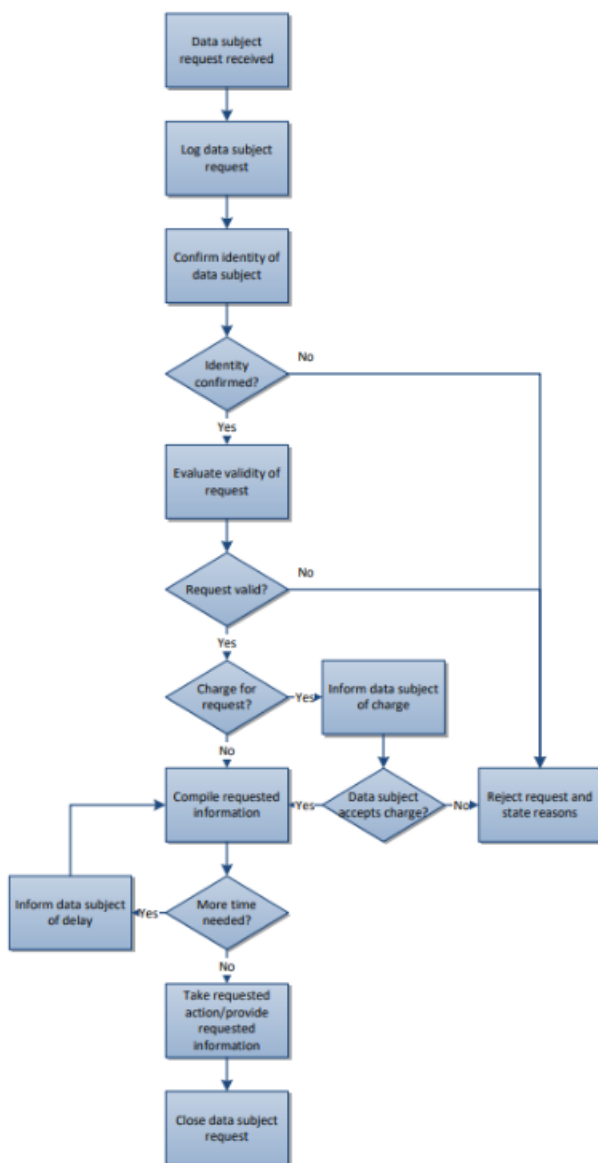 Data subject
request received
Log data subject
request
Confirm identity of
data subject
Identity
confirmed?
No
Yes
Evaluate validity of
request
Request valid?
No
Yes
Charge for
request?
Yes
Inform data subject
of charge
No
Compile requested
information
Yes
Data subject
accepts charge?
No
Reject request and
state reasons
Inform data subject
of delay
Yes
More time
needed?
No
Take requested
action/provide
requested
information
Close data subject
request